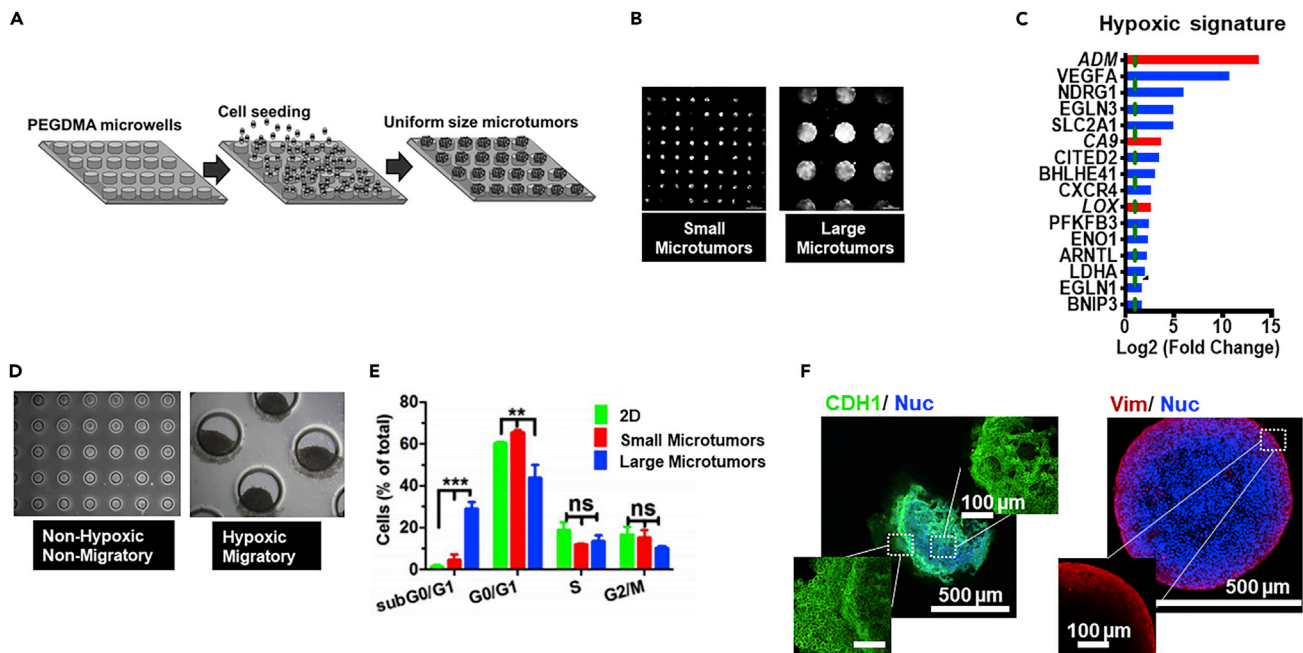 A
PEGDMA microwells
Cell seeding
Uniform size microtumors
B
Small
Microtumors
Large
Microtumors
C
Hypoxic signature
ADM
VEGFA
NDRG1
EGLN3
SLC2A1
CA9
CITED2
BHLHE41
CXCR4
LOX
PFKFB3
ENO1
ARNTL
LDHA
EGLN1
BNIP3
0 5 10 15
Log2 (Fold Change)
D
Non-Hypoxic
Non-Migratory
Hypoxic
Migratory
E
Cells (% of total)
80
60
40
20
0
***
**
ns
ns
2D
Small Microtumors
Large Microtumors
subG0/G1 G0/G1 S G2/M
F
CDH1/ Nuc
100 µm
500 µm
Vim/ Nuc
500 µm
100 µm